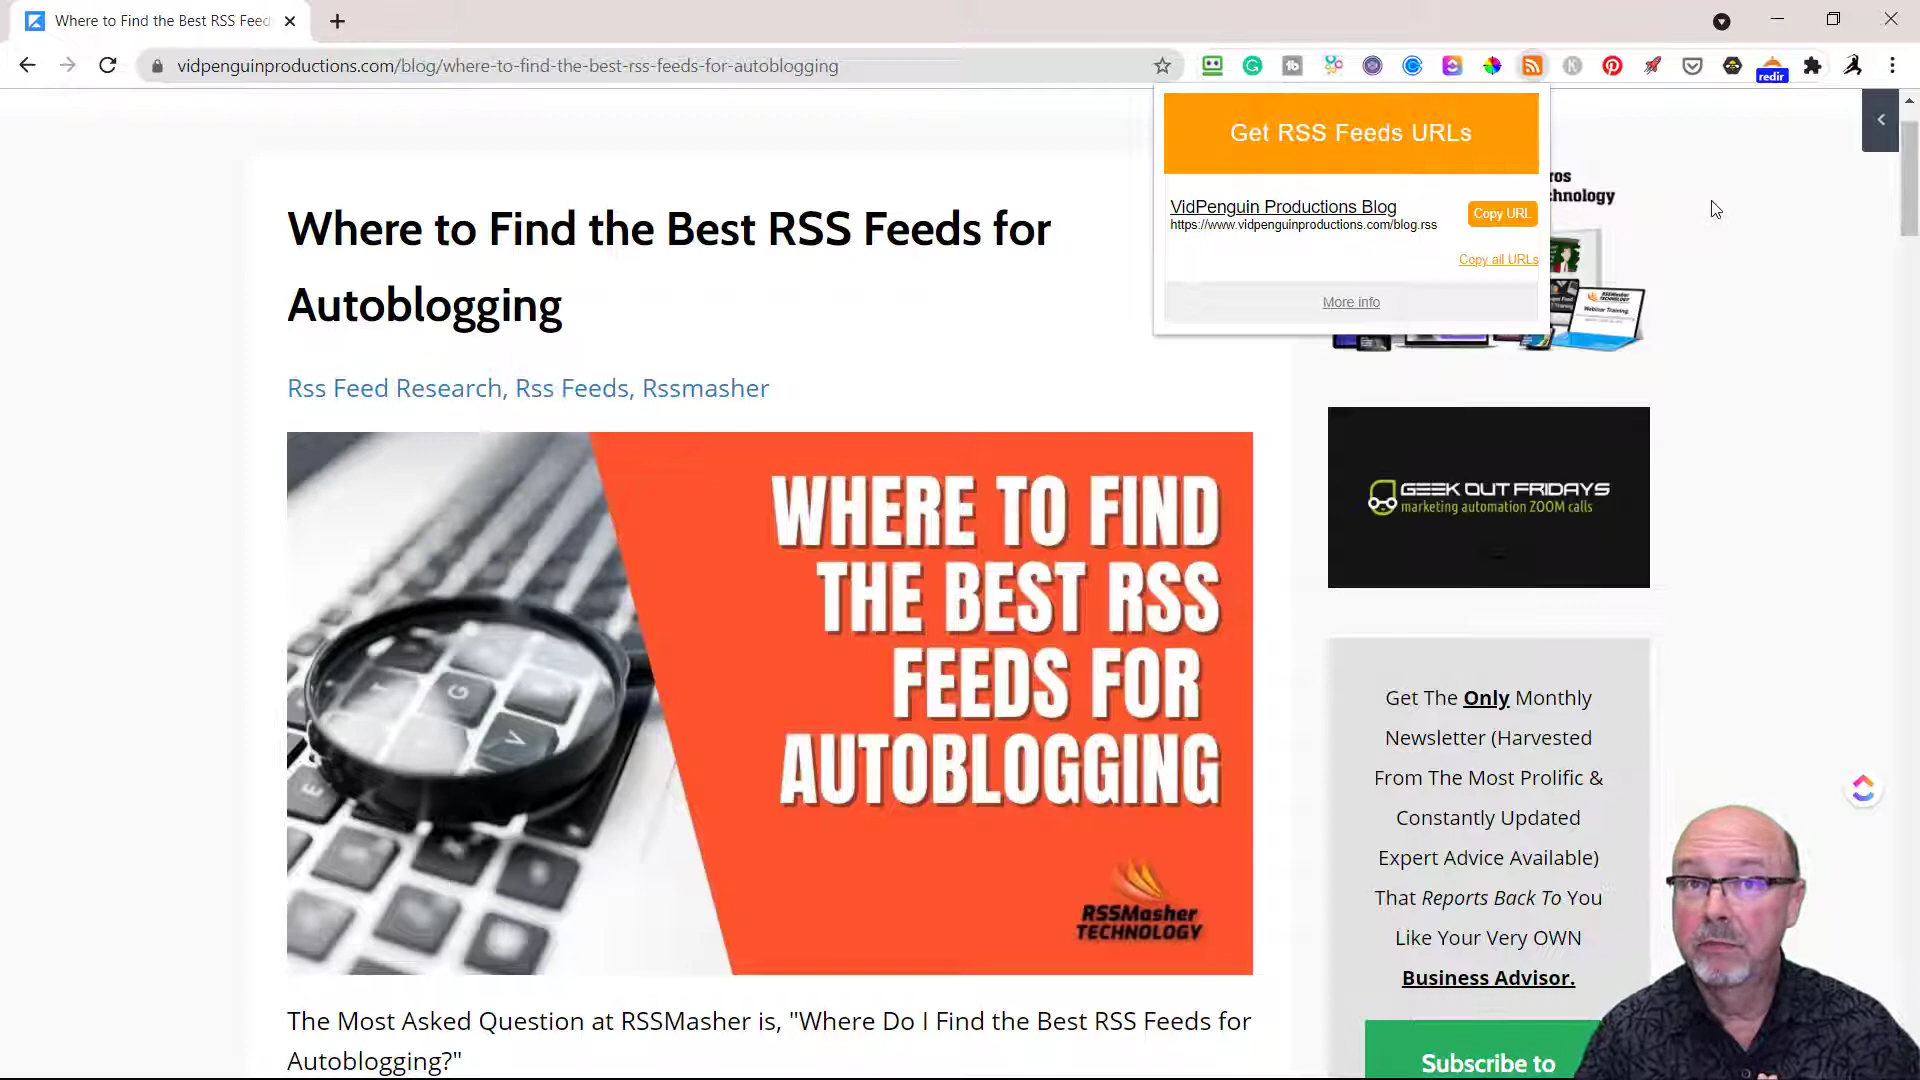 Where to Find the Best RSS Feed
vidpenguinproductions.com/blog/where-to-find-the-best-rss-feeds-for-autoblogging
redir
Get RSS Feeds URLs
VidPenguin Productions Blog
https://www.vidpenguinproductions.com/blog.rss
Copy URL
Copy all URLs
More info
ros
hnology
RSSMasher
Webinar Training
Where to Find the Best RSS Feeds for
Autoblogging
Rss Feed Research, Rss Feeds, Rssmasher
WHERE TO FIND
THE BEST RSS
FEEDS FOR
AUTOBLOGGING
RSSMasher
TECHNOLOGY
The Most Asked Question at RSSMasher is, "Where Do I Find the Best RSS Feeds for
Autoblogging?"
GEEK OUT FRIDAYS
marketing automation ZOOM calls
Get The Only Monthly
Newsletter (Harvested
From The Most Prolific &
Constantly Updated
Expert Advice Available)
That Reports Back To You
Like Your Very OWN
Business Advisor.
Subscribe to